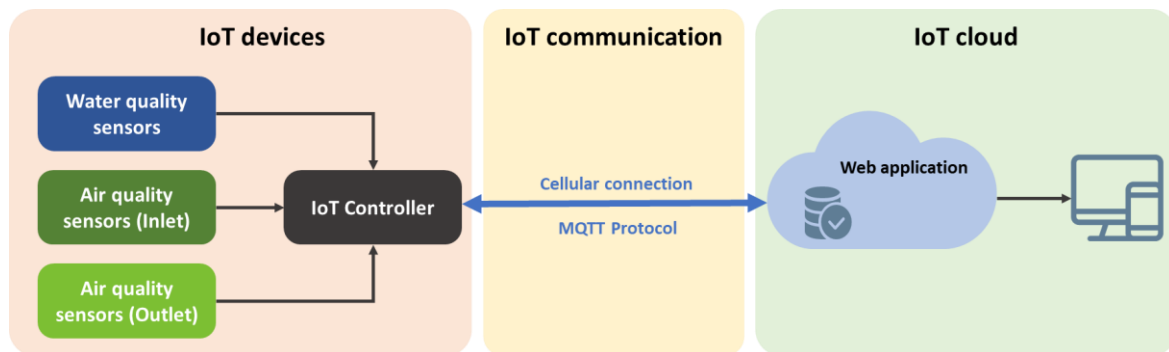 IoT devices
Water quality
sensors
Air quality
sensors (Inlet)
Air quality
sensors (Outlet)
IoT Controller
IoT communication
Cellular connection
MQTT Protocol
IoT cloud
Web application